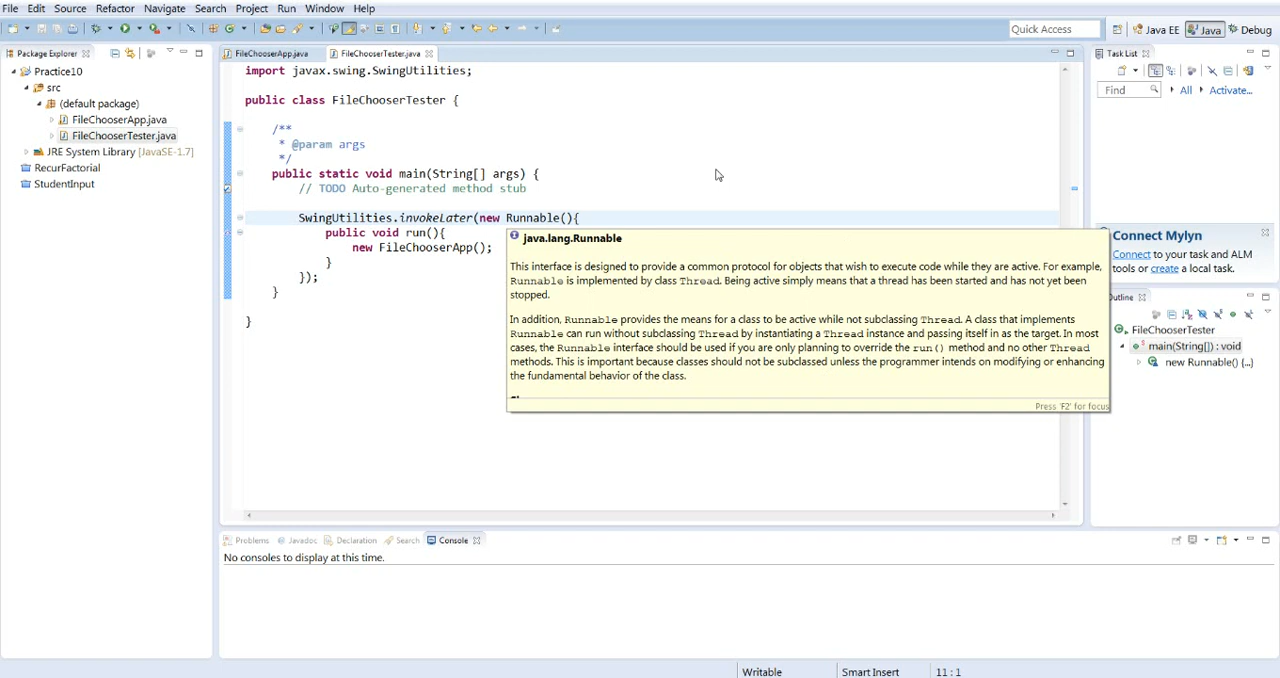 File Edit Source Refactor Navigate Search Project Run Window Help
Quick Access Java EE Java Debug
Package Explorer
Practice10
src
(default package)
FileChooserApp.java
FileChooserTester.java
JRE System Library [JavaSE-1.7]
RecurFactorial
StudentInput
FileChooserApp.java FileChooserTester.java
import javax.swing.SwingUtilities;
public class FileChooserTester {
/**
* @param args
*/
public static void main(String[] args) {
// TODO Auto-generated method stub
SwingUtilities.invokeLater(new Runnable(){
public void run(){
new FileChooserApp();
}
});
}
}
java.lang.Runnable
This interface is designed to provide a common protocol for objects that wish to execute code while they are active. For example,
Runnable is implemented by class Thread. Being active simply means that a thread has been started and has not yet been
stopped.
In addition, Runnable provides the means for a class to be active while not subclassing Thread. A class that implements
Runnable can run without subclassing Thread by instantiating a Thread instance and passing itself in as the target. In most
cases, the Runnable interface should be used if you are only planning to override the run() method and no other Thread
methods. This is important because classes should not be subclassed unless the programmer intends on modifying or enhancing
the fundamental behavior of the class.
Press 'F2' for focus
Task List
Find All Activate...
Connect Mylyn
Connect to your task and ALM
tools or create a local task.
Outline
FileChooserTester
main(String[]) : void
new Runnable() {...}
Problems Javadoc Declaration Search Console
No consoles to display at this time.
Writable Smart Insert 11 : 1